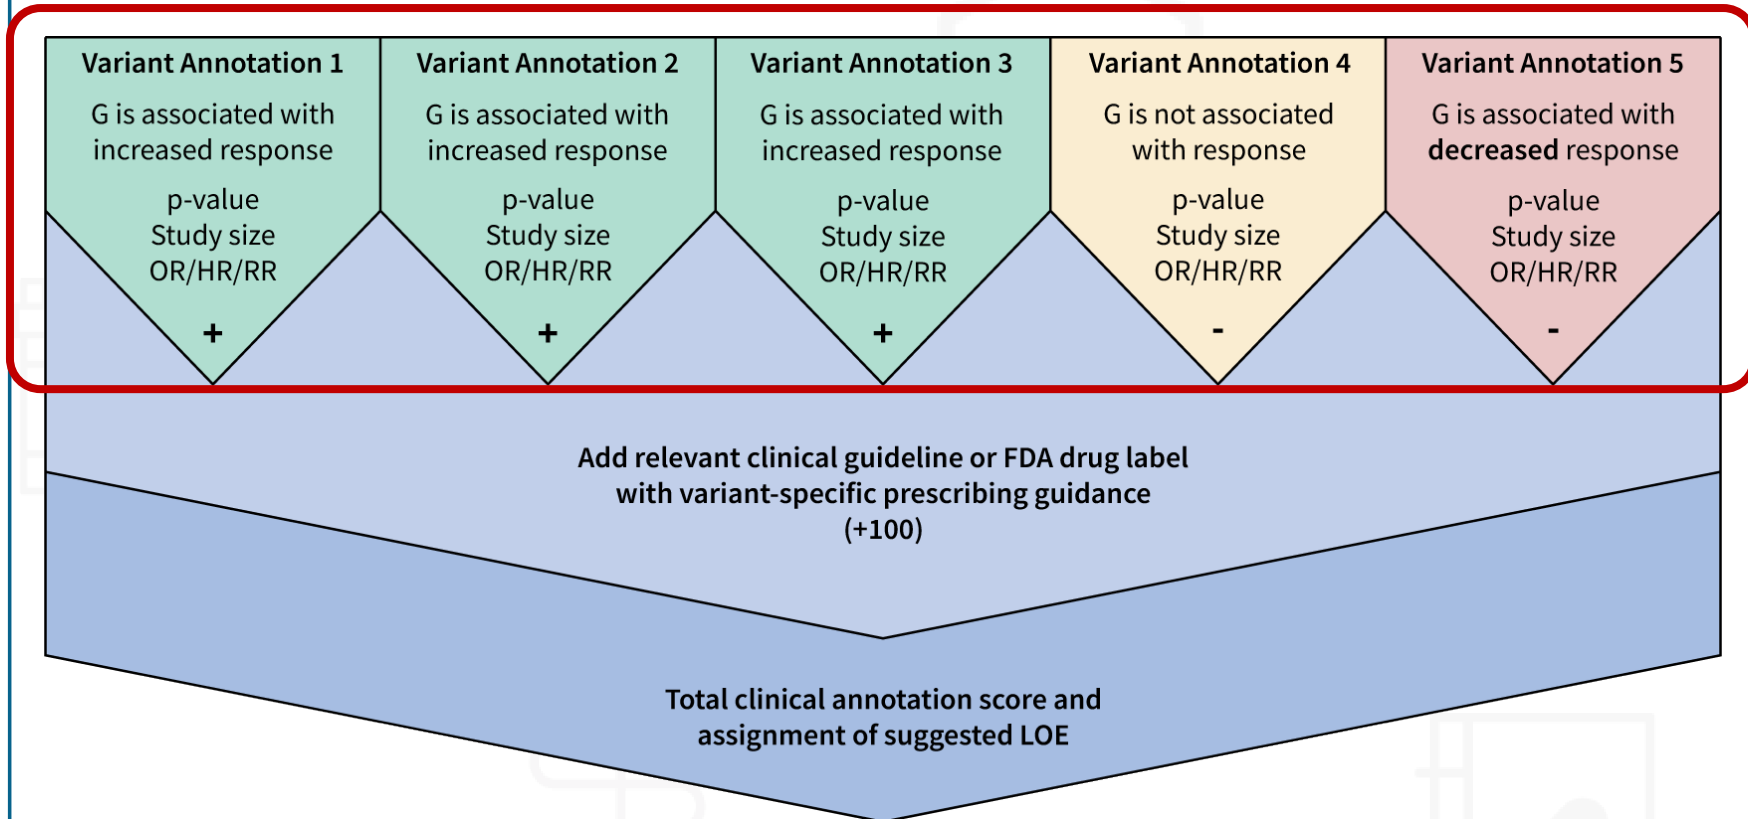 Variant Annotation 1
G is associated with
increased response
p-value
Study size
OR/HR/RR
+
Variant Annotation 2
G is associated with
increased response
p-value
Study size
OR/HR/RR
+
Variant Annotation 3
G is associated with
increased response
p-value
Study size
OR/HR/RR
+
Variant Annotation 4
G is not associated
with response
p-value
Study size
OR/HR/RR
-
Variant Annotation 5
G is associated with
decreased response
p-value
Study size
OR/HR/RR
-
Add relevant clinical guideline or FDA drug label
with variant-specific prescribing guidance
(+100)
Total clinical annotation score and
assignment of suggested LOE